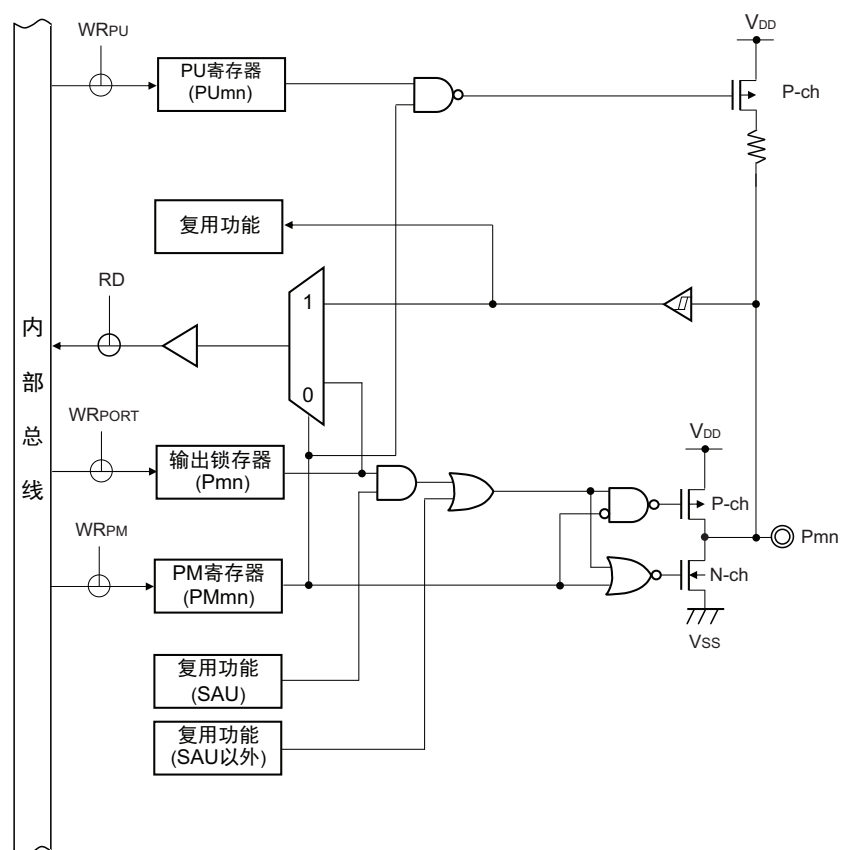 WRPU
PU寄存器
(PUmn)
VDD
P-ch
复用功能
RD
1
0
内
部
总
线
WRPORT
输出锁存器
(Pmn)
VDD
P-ch
Pmn
WRPM
PM寄存器
(PMmn)
N-ch
VSS
复用功能
(SAU)
复用功能
(SAU以外)